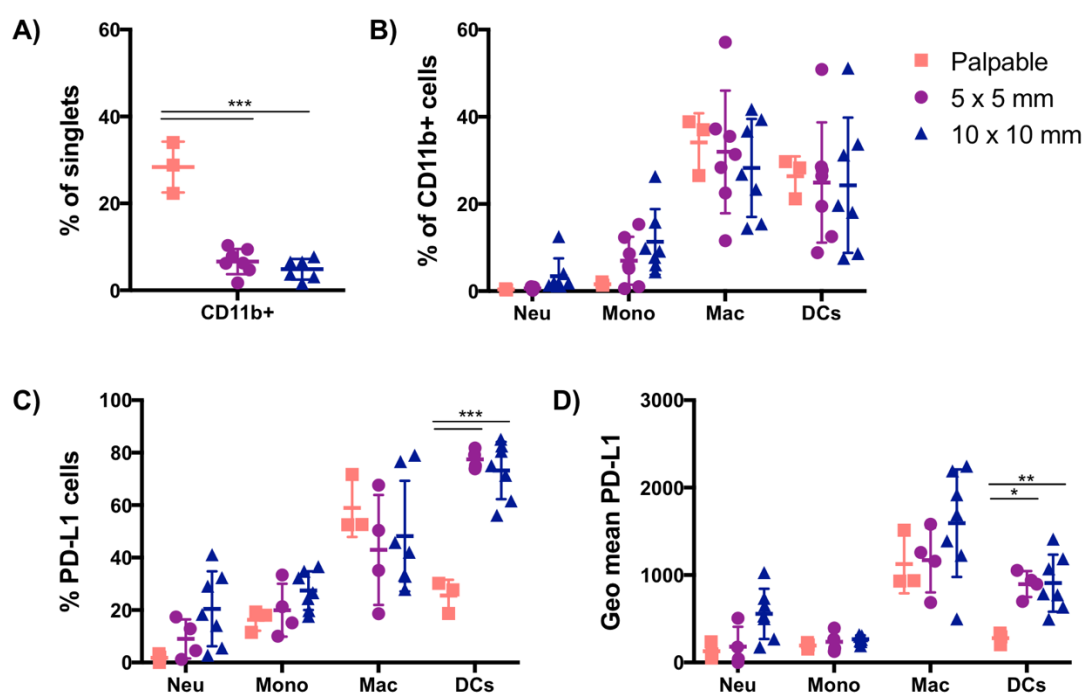 A)
% of singlets
60
40
20
0
***
CD11b+
B)
% of CD11b+ cells
60
40
20
0
Neu Mono Mac DCs
Palpable
5 x 5 mm
10 x 10 mm
C)
% PD-L1 cells
100
80
60
40
20
0
***
Neu Mono Mac DCs
D)
Geo mean PD-L1
3000
2000
1000
0
**
*
Neu Mono Mac DCs